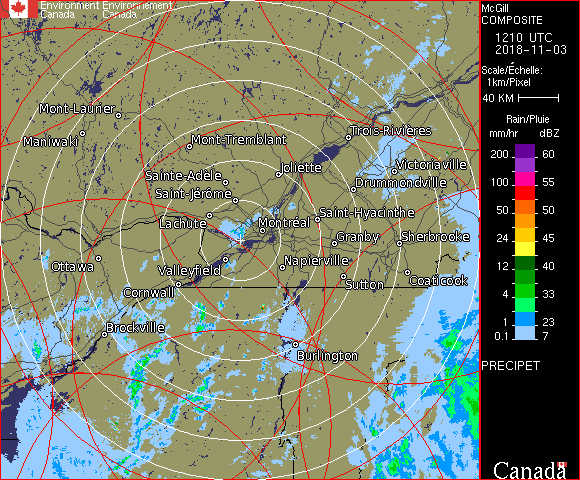 Environment Environnement
Canada Canada
McGill
COMPOSITE
1210 UTC
2018-11-03
Scale/Échelle:
1km/Pixel
40 KM
Rain/Pluie
mm/hr dBZ
200 60
100 55
50 50
24 45
12 40
4 33
1 23
0.1 7
PRECIPET
Canada
Mont-Laurier
Maniwaki
Mont-Tremblant
Trois-Rivières
Joliette
Victoriaville
Sainte-Adèle
Drummondville
Saint-Jérôme
Lachute
Montréal
Saint-Hyacinthe
Granby
Sherbrooke
Ottawa
Valleyfield
Napierville
Cornwall
Sutton
Coaticook
Brockville
Burlington